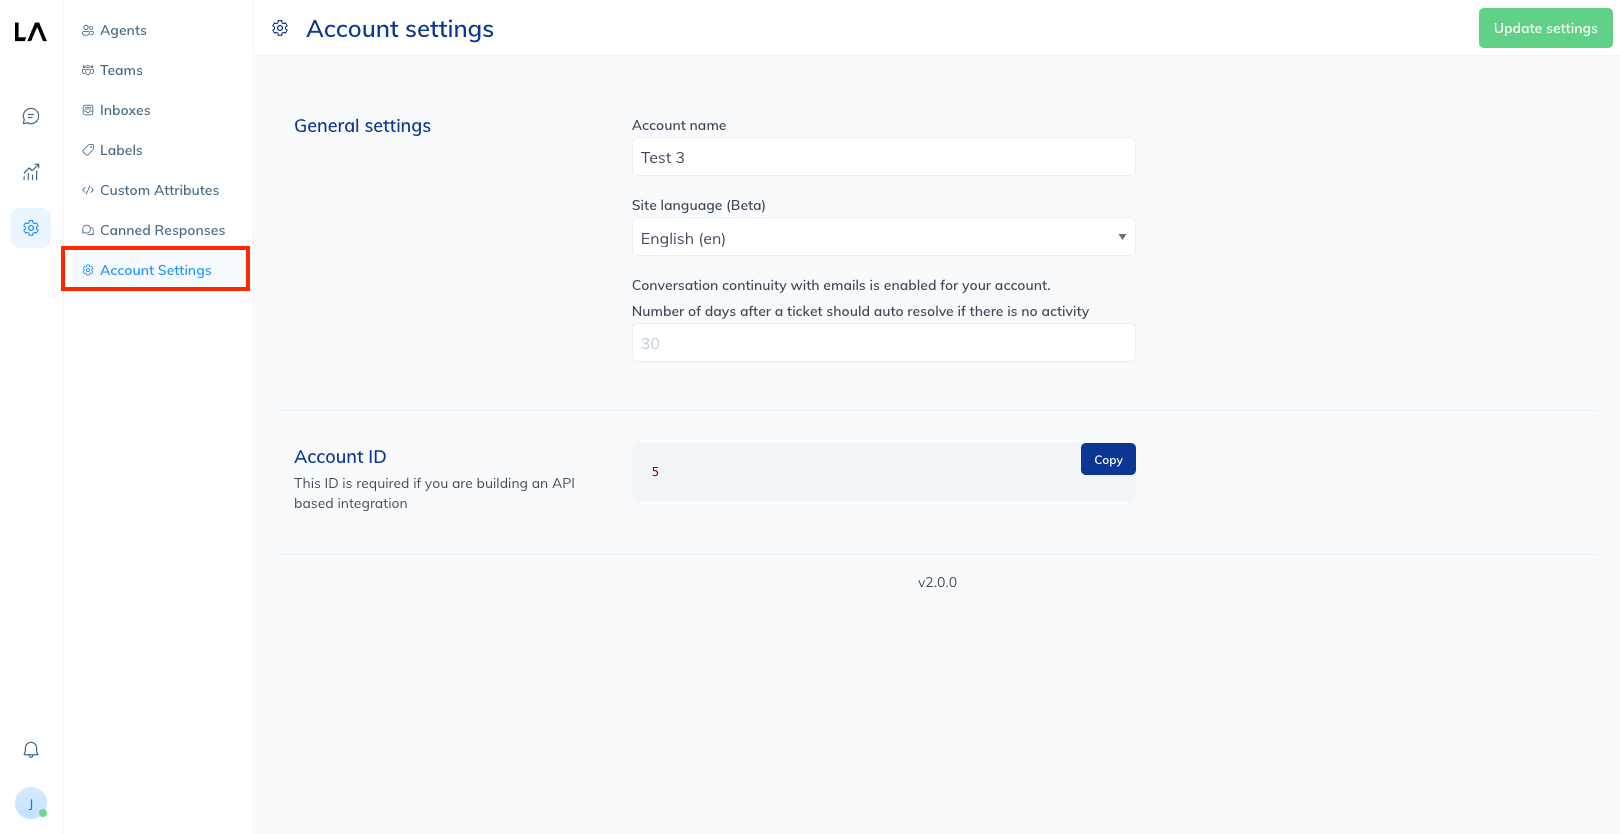 LA
Agents
Teams
Inboxes
Labels
Custom Attributes
Canned Responses
Account Settings
J
Account settings
Update settings
General settings
Account name
Test 3
Site language (Beta)
English (en)
Conversation continuity with emails is enabled for your account.
Number of days after a ticket should auto resolve if there is no activity
30
Account ID
This ID is required if you are building an API
based integration
5
Copy
v2.0.0